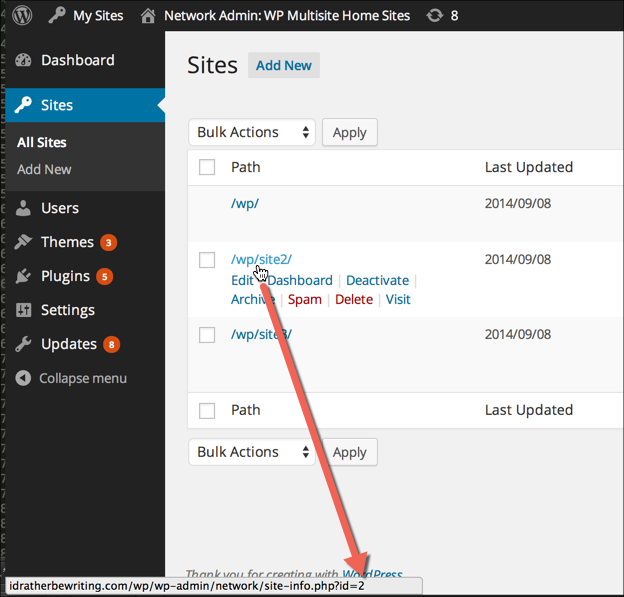 My Sites Network Admin: WP Multisite Home Sites 8
Dashboard
Sites
All Sites
Add New
Users
Themes 3
Plugins 5
Settings
Updates 8
Collapse menu
Sites Add New
Bulk Actions Apply
Path Last Updated
/wp/ 2014/09/08
/wp/site2/ 2014/09/08
Edit Dashboard | Deactivate |
Archive | Spam | Delete | Visit
/wp/site3/ 2014/09/08
Path Last Updated
Bulk Actions Apply
Thank you for creating with WordPress
idratherbewriting.com/wp/wp-admin/network/site-info.php?id=2